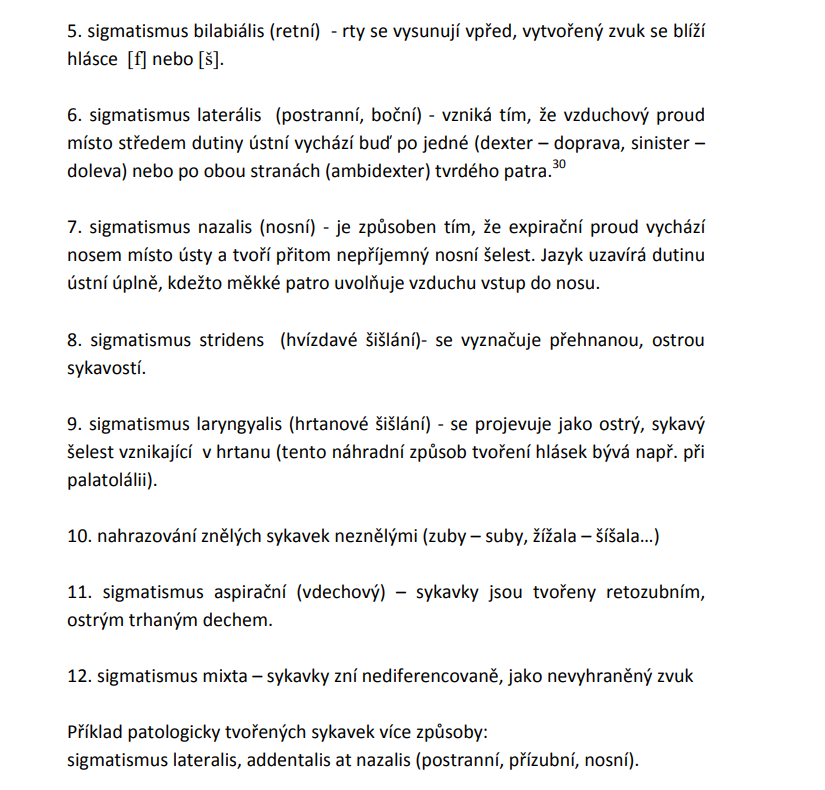 5. sigmatismus bilabiális (retní)  - rty se vysunují vpřed, vytvořený zvuk se blíží
hlásce  [f] nebo [š].
6. sigmatismus laterális  (postranní, boční) - vzniká tím, že vzduchový proud
místo středem dutiny ústní vychází buď po jedné (dexter – doprava, sinister –
doleva) nebo po obou stranách (ambidexter) tvrdého patra.30
7. sigmatismus nazalis (nosní) - je způsoben tím, že expirační proud vychází
nosem místo ústy a tvoří přitom nepříjemný nosní šelest. Jazyk uzavírá dutinu
ústní úplně, kdežto měkké patro uvolňuje vzduchu vstup do nosu.
8. sigmatismus stridens  (hvízdavé šišlání)- se vyznačuje přehnanou, ostrou
sykavostí.
9. sigmatismus laryngyalis (hrtanové šišlání) - se projevuje jako ostrý, sykavý
šelest vznikající  v hrtanu (tento náhradní způsob tvoření hlásek bývá např. při
palatolálii).
10. nahrazování znělých sykavek neznělými (zuby – suby, žížala – šíšala…)
11. sigmatismus aspirační (vdechový) – sykavky jsou tvořeny retozubním,
ostrým trhaným dechem.
12. sigmatismus mixta – sykavky zní nediferencovaně, jako nevyhraněný zvuk
Příklad patologicky tvořených sykavek více způsoby:
sigmatismus lateralis, addentalis at nazalis (postranní, přízubní, nosní).